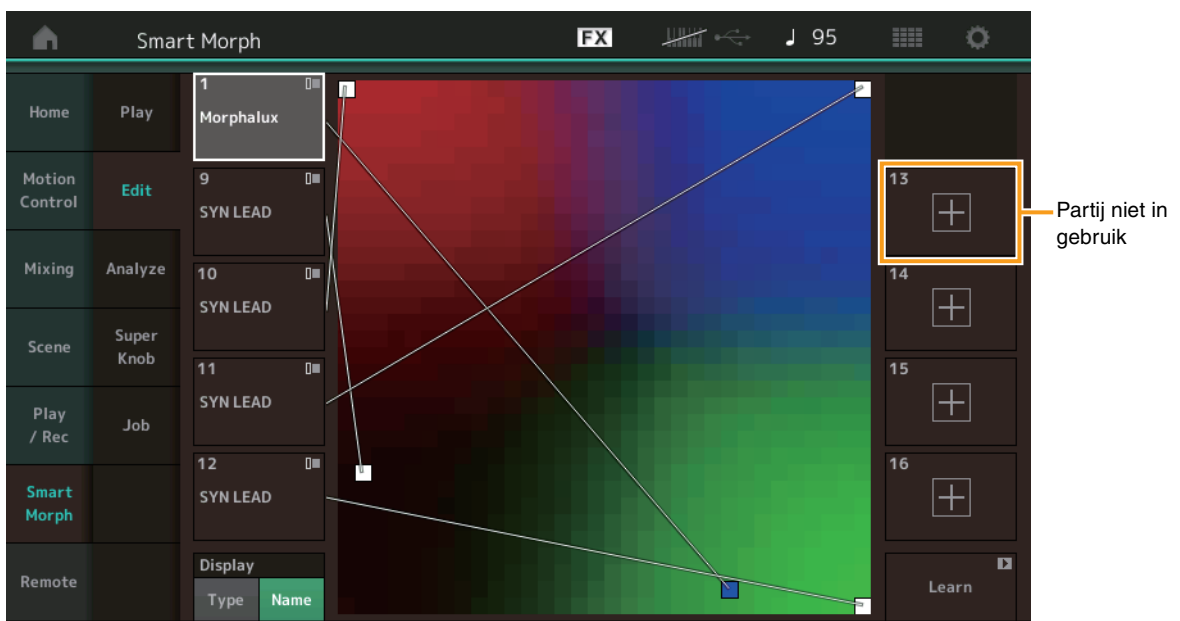 Smart Morph
FX
♩ 95
Home
Motion
Control
Mixing
Scene
Play
/ Rec
Smart
Morph
Remote
Play
Edit
Analyze
Super
Knob
Job
1
Morphalux
9
SYN LEAD
10
SYN LEAD
11
SYN LEAD
12
SYN LEAD
Display
Type Name
13
14
15
16
Learn
Partij niet in
gebruik